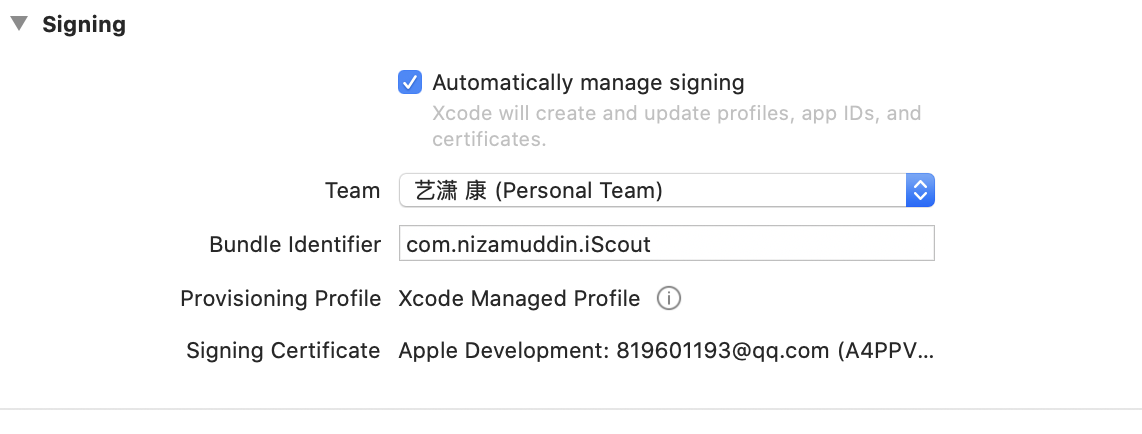 Signing
Automatically manage signing
Xcode will create and update profiles, app IDs, and
certificates.
Team 艺潇 康 (Personal Team)
Bundle Identifier com.nizamuddin.iScout
Provisioning Profile Xcode Managed Profile
Signing Certificate Apple Development: 819601193@qq.com (A4PPV...